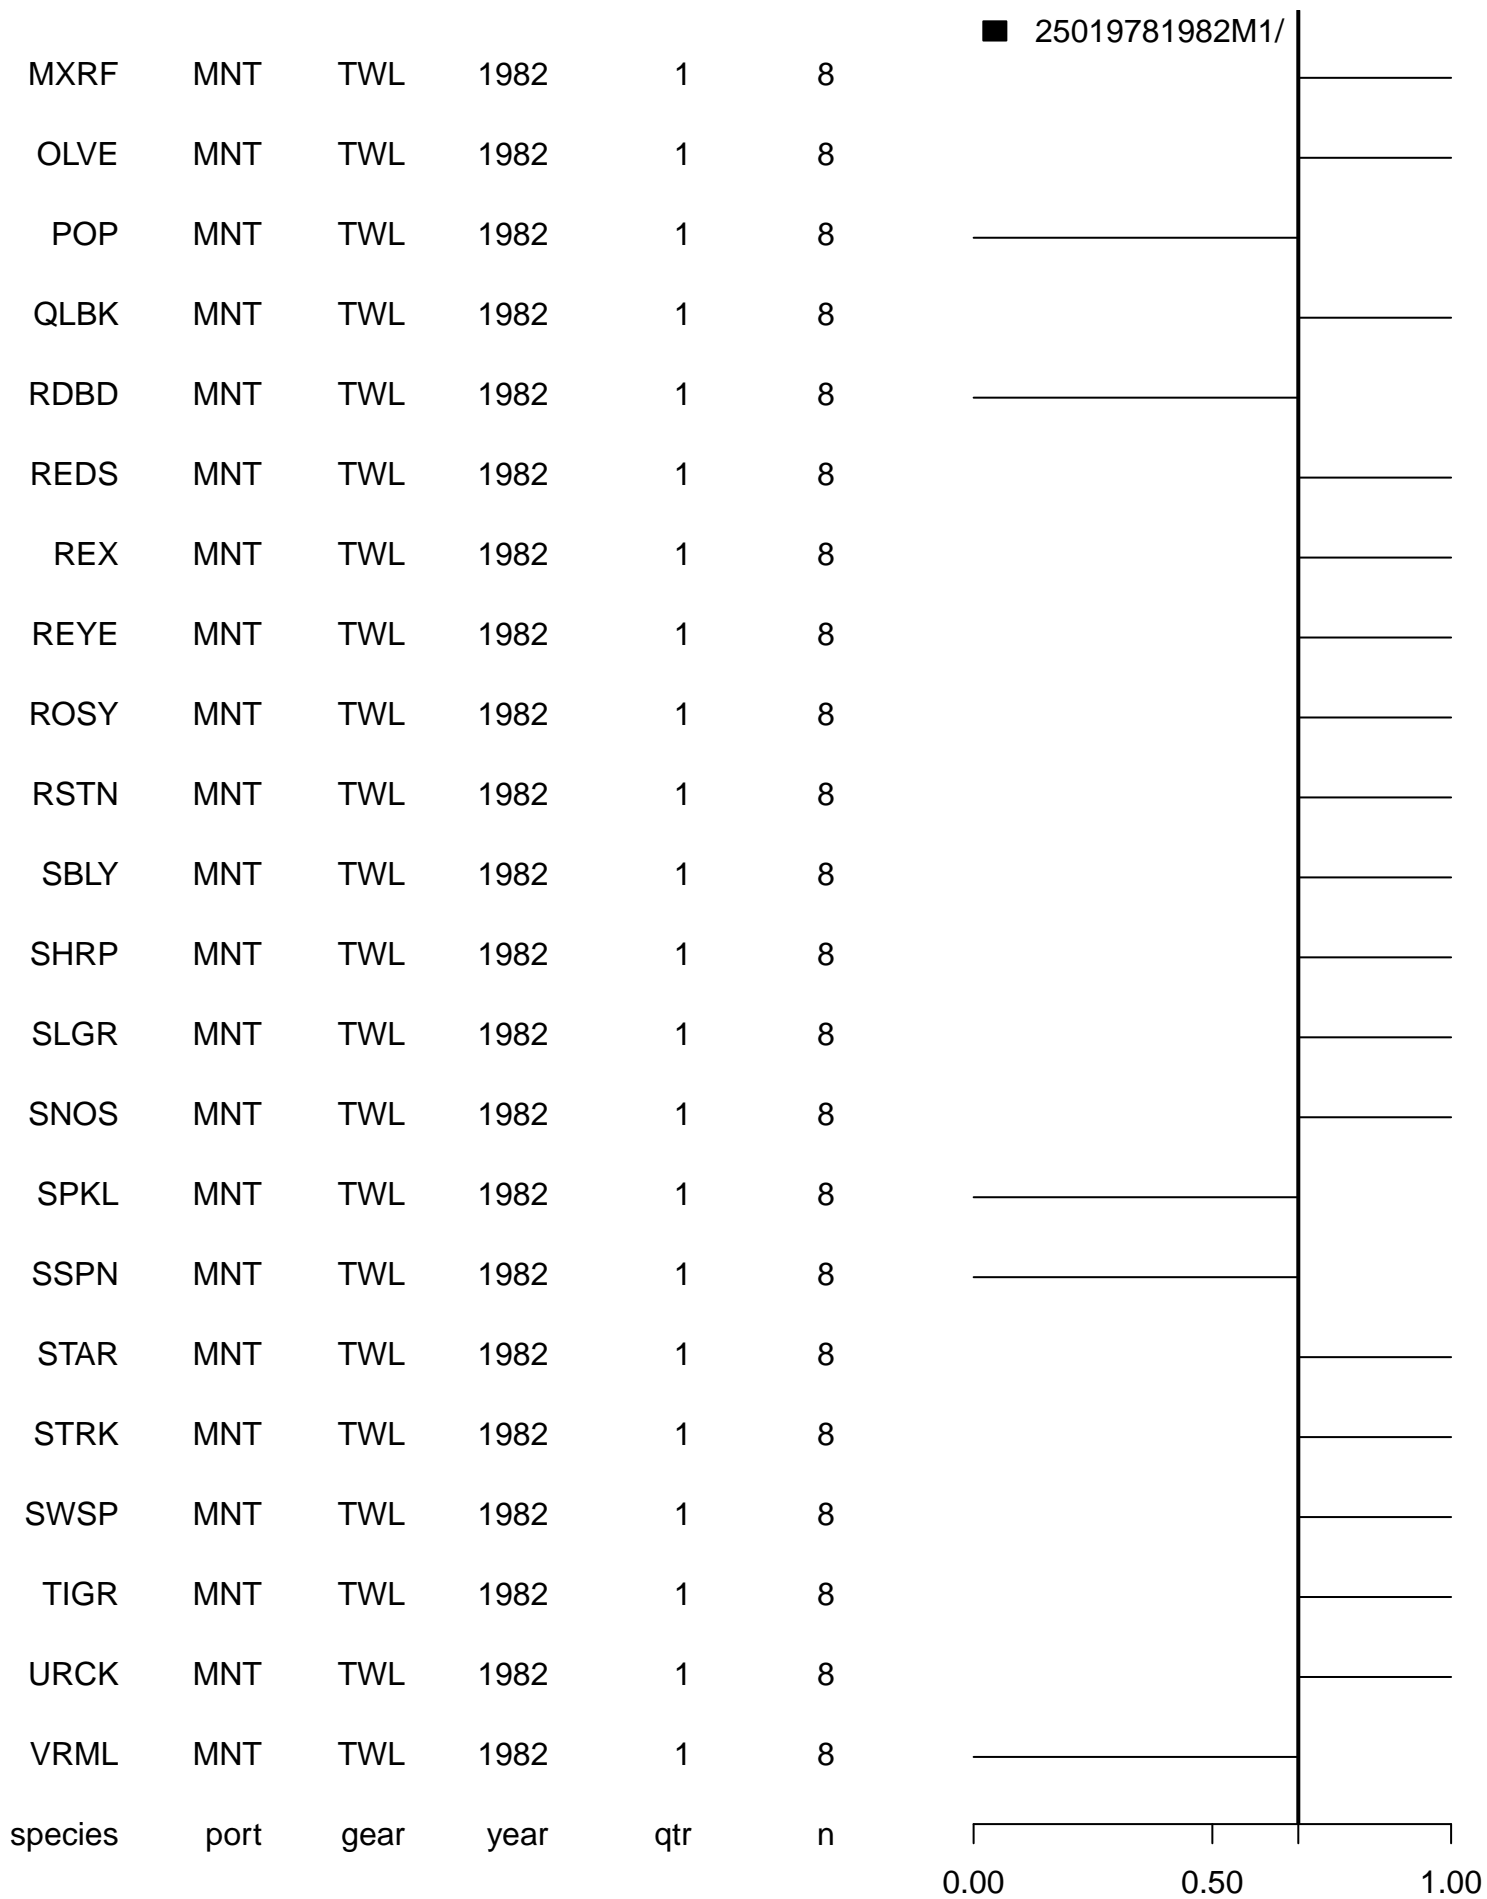 25019781982M1/
MXRF MNT TWL 1982 1 8
OLVE MNT TWL 1982 1 8
POP MNT TWL 1982 1 8
QLBK MNT TWL 1982 1 8
RDBD MNT TWL 1982 1 8
REDS MNT TWL 1982 1 8
REX MNT TWL 1982 1 8
REYE MNT TWL 1982 1 8
ROSY MNT TWL 1982 1 8
RSTN MNT TWL 1982 1 8
SBLY MNT TWL 1982 1 8
SHRP MNT TWL 1982 1 8
SLGR MNT TWL 1982 1 8
SNOS MNT TWL 1982 1 8
SPKL MNT TWL 1982 1 8
SSPN MNT TWL 1982 1 8
STAR MNT TWL 1982 1 8
STRK MNT TWL 1982 1 8
SWSP MNT TWL 1982 1 8
TIGR MNT TWL 1982 1 8
URCK MNT TWL 1982 1 8
VRML MNT TWL 1982 1 8
species port gear year qtr n
0.00 0.50 1.00